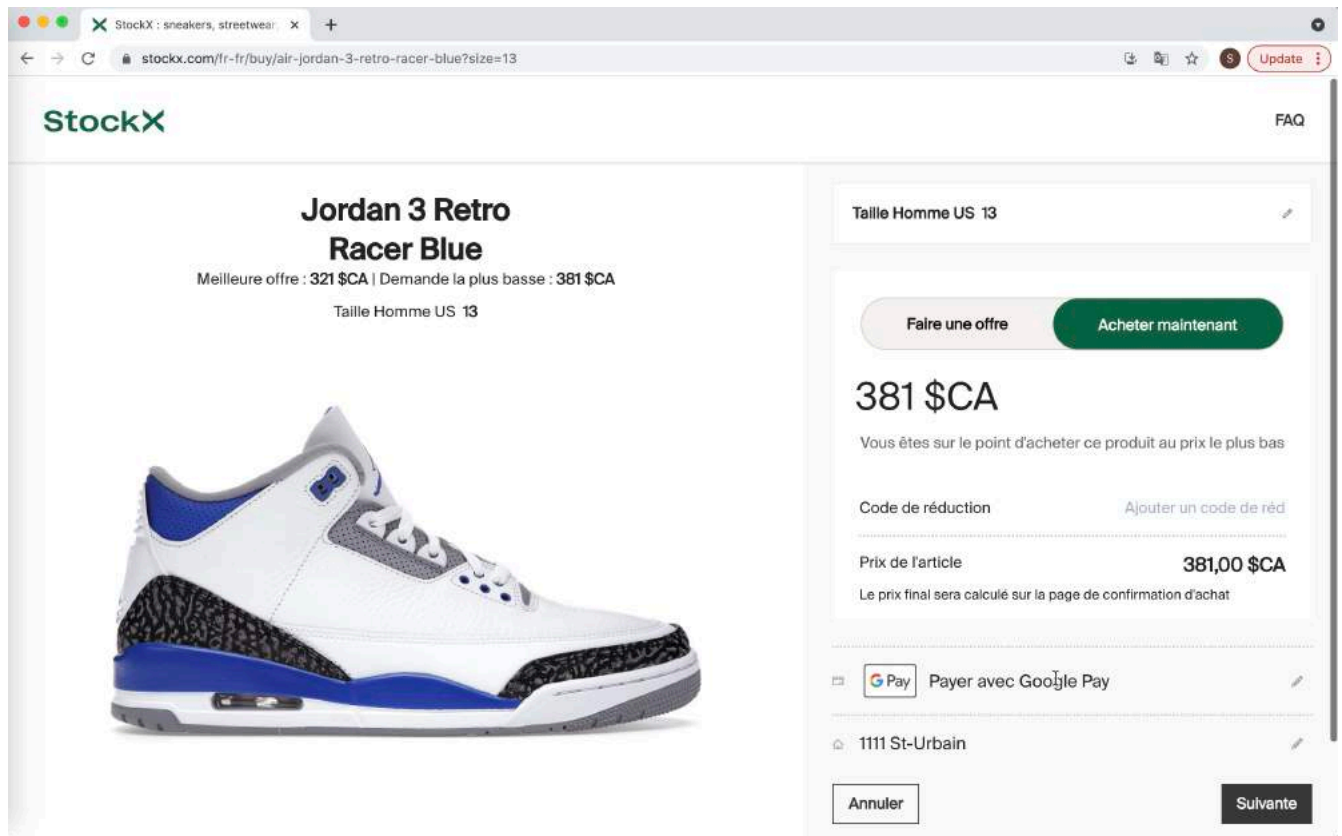 StockX : sneakers, streetwear,
stockx.com/fr-fr/buy/air-jordan-3-retro-racer-blue?size=13
S
Update
StockX
FAQ
Jordan 3 Retro
Racer Blue
Meilleure offre : 321 $CA | Demande la plus basse : 381 $CA
Taille Homme US 13
Taille Homme US 13
Faire une offre
Acheter maintenant
381 $CA
Vous êtes sur le point d'acheter ce produit au prix le plus bas
Code de réduction
Ajouter un code de réd
Prix de l'article
381,00 $CA
Le prix final sera calculé sur la page de confirmation d'achat
G Pay
Payer avec Google Pay
1111 St-Urbain
Annuler
Suivante